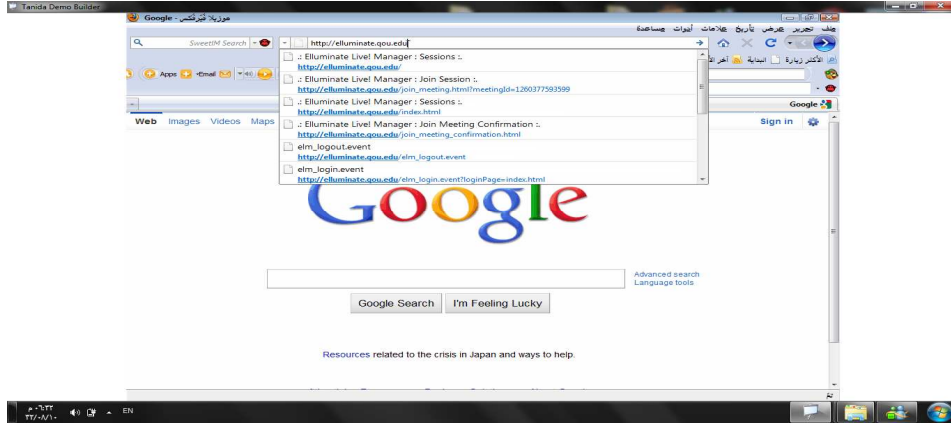 Tanida Demo Builder
Google - موزيلا فَيَرفُكس
ملف تحرير عرض تأريخ علامات أدوات مساعدة
http://elluminate.qou.edu/
SweetIM Search
.: Elluminate Live! Manager : Sessions :.
http://elluminate.qou.edu/
.: Elluminate Live! Manager : Join Session :.
http://elluminate.qou.edu/join_meeting.html?meetingId=1260377593599
.: Elluminate Live! Manager : Sessions :.
http://elluminate.qou.edu/index.html
.: Elluminate Live! Manager : Join Meeting Confirmation :.
http://elluminate.qou.edu/join_meeting_confirmation.html
elm_logout.event
http://elluminate.qou.edu/elm_logout.event
elm_login.event
http://elluminate.qou.edu/elm_login.event?loginPage=index.html
الأكثر زيارة البداية
Apps Email
Google
Web Images Videos Maps
Sign in
Google
Advanced search
Language tools
Google Search I'm Feeling Lucky
Resources related to the crisis in Japan and ways to help.
تمّ
EN